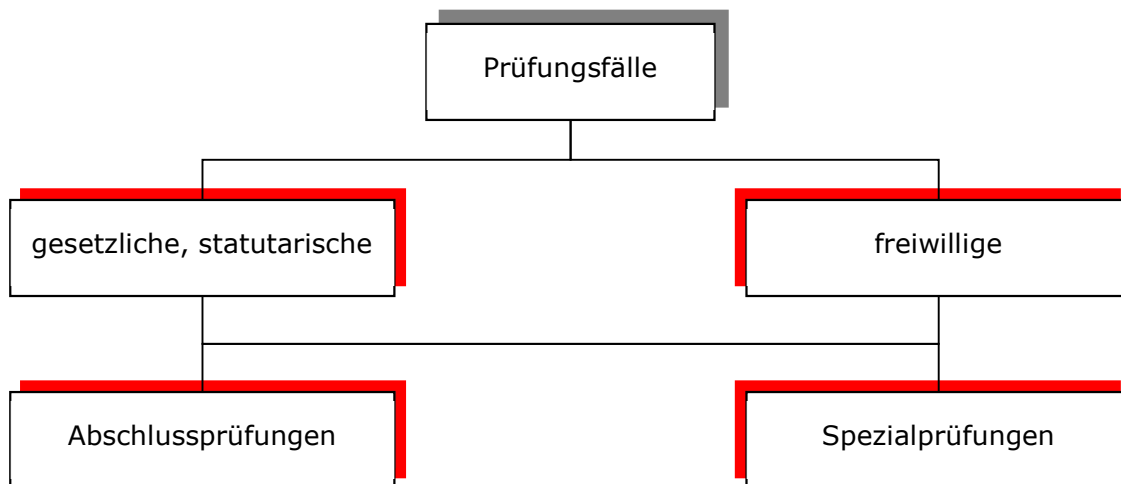 Prüfungsfälle
gesetzliche, statutarische
freiwillige
Abschlussprüfungen
Spezialprüfungen